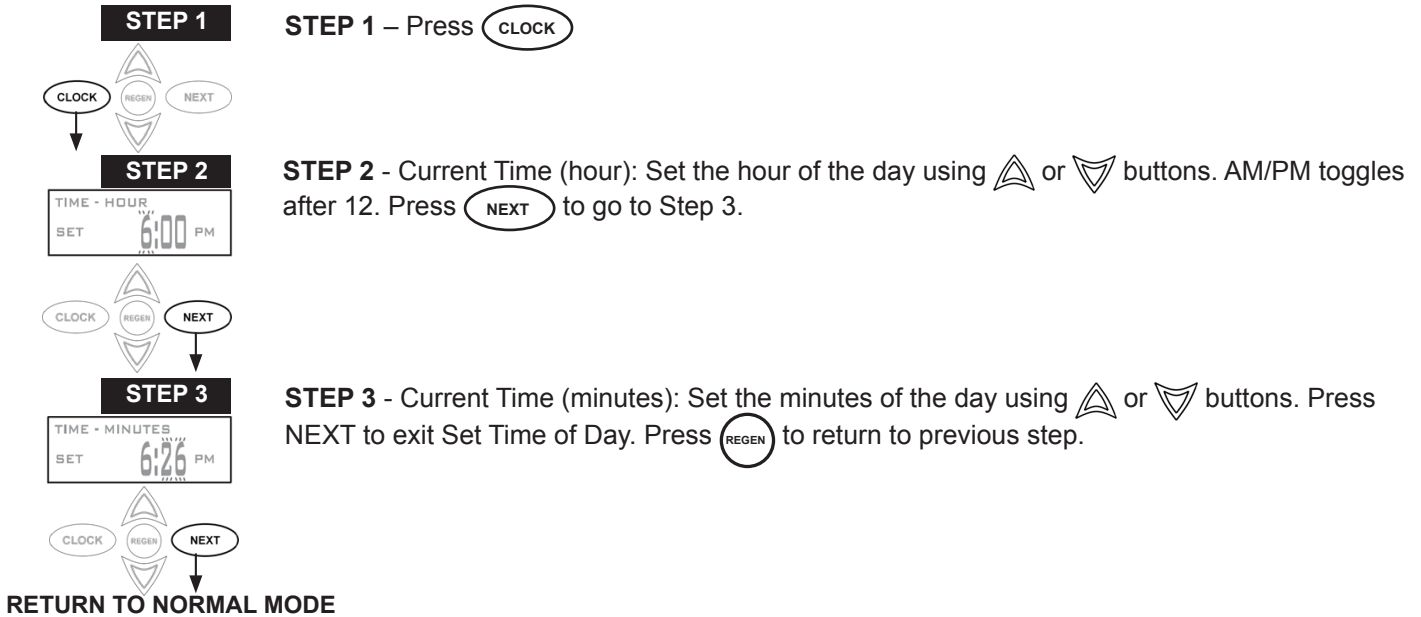 STEP 1
STEP 1 – Press CLOCK
CLOCK REGEN NEXT
STEP 2
STEP 2 - Current Time (hour): Set the hour of the day using or buttons. AM/PM toggles
after 12. Press NEXT to go to Step 3.
TIME - HOUR
SET 6:00 PM
CLOCK REGEN NEXT
STEP 3
STEP 3 - Current Time (minutes): Set the minutes of the day using or buttons. Press
NEXT to exit Set Time of Day. Press REGEN to return to previous step.
TIME - MINUTES
SET 6:26 PM
CLOCK REGEN NEXT
RETURN TO NORMAL MODE